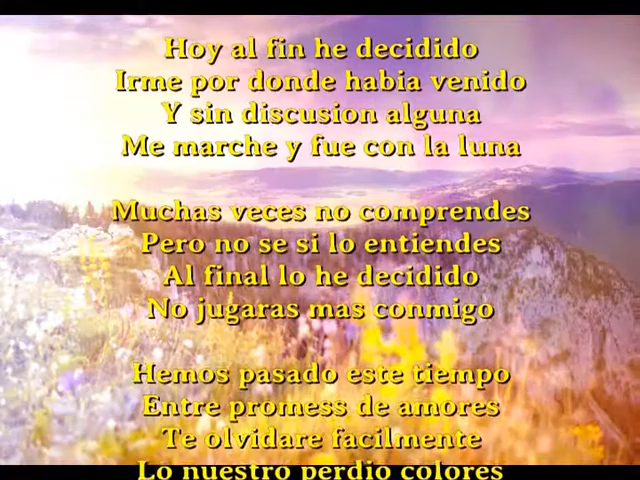 Hoy al fin he decidido
Irme por donde habia venido
Y sin discusion alguna
Me marche y fue con la luna
Muchas veces no comprendes
Pero no se si lo entiendes
Al final lo he decidido
No jugaras mas conmigo
Hemos pasado este tiempo
Entre promess de amores
Te olvidare facilmente
Lo nuestro perdio colores